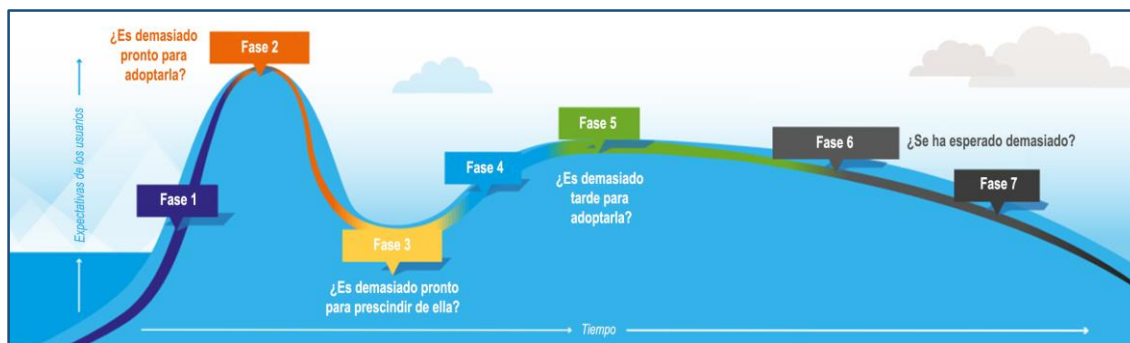 ¿Es demasiado
pronto para
adoptarla?
Fase 2
Expectativas de los usuarios
Fase 1
Fase 3
¿Es demasiado pronto
para prescindir de ella?
Fase 4
Fase 5
¿Es demasiado
tarde para
adoptarla?
Fase 6
¿Se ha esperado demasiado?
Fase 7
Tiempo